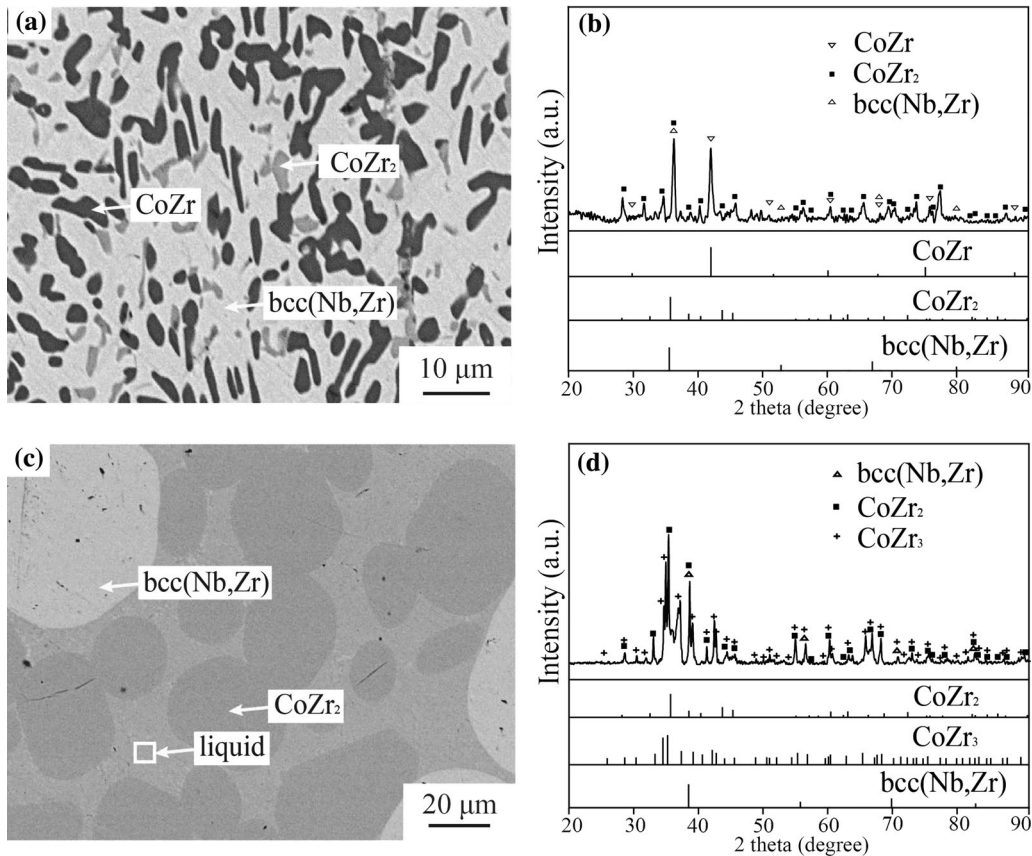 (a)
CoZr₂
CoZr
bcc(Nb,Zr)
10 μm
(b)
CoZr
CoZr₂
bcc(Nb,Zr)
Intensity (a.u.)
CoZr
CoZr₂
bcc(Nb,Zr)
20 30 40 50 60 70 80 90
2 theta (degree)
(c)
bcc(Nb,Zr)
CoZr₂
liquid
20 μm
(d)
bcc(Nb,Zr)
CoZr₂
CoZr₃
Intensity (a.u.)
CoZr₂
CoZr₃
bcc(Nb,Zr)
20 30 40 50 60 70 80 90
2 theta (degree)